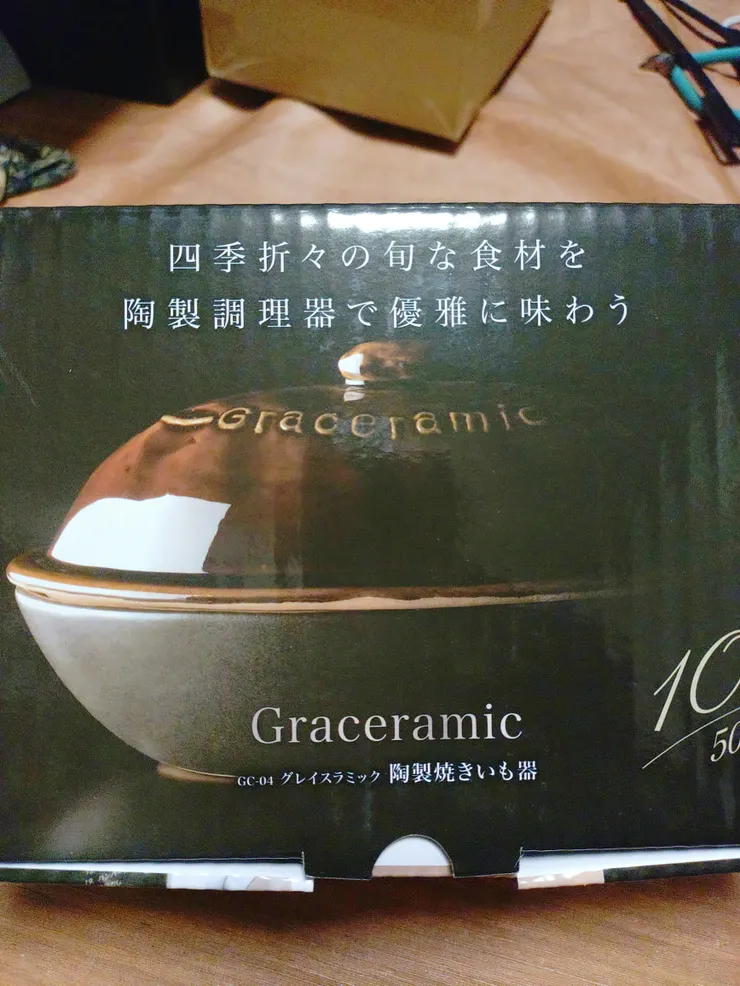 四季折々の旬な食材を
陶製調理器で優雅に味わう
Graceramic
Graceramic
GC-04 グレイスラミック 陶製焼きいも器
10
50